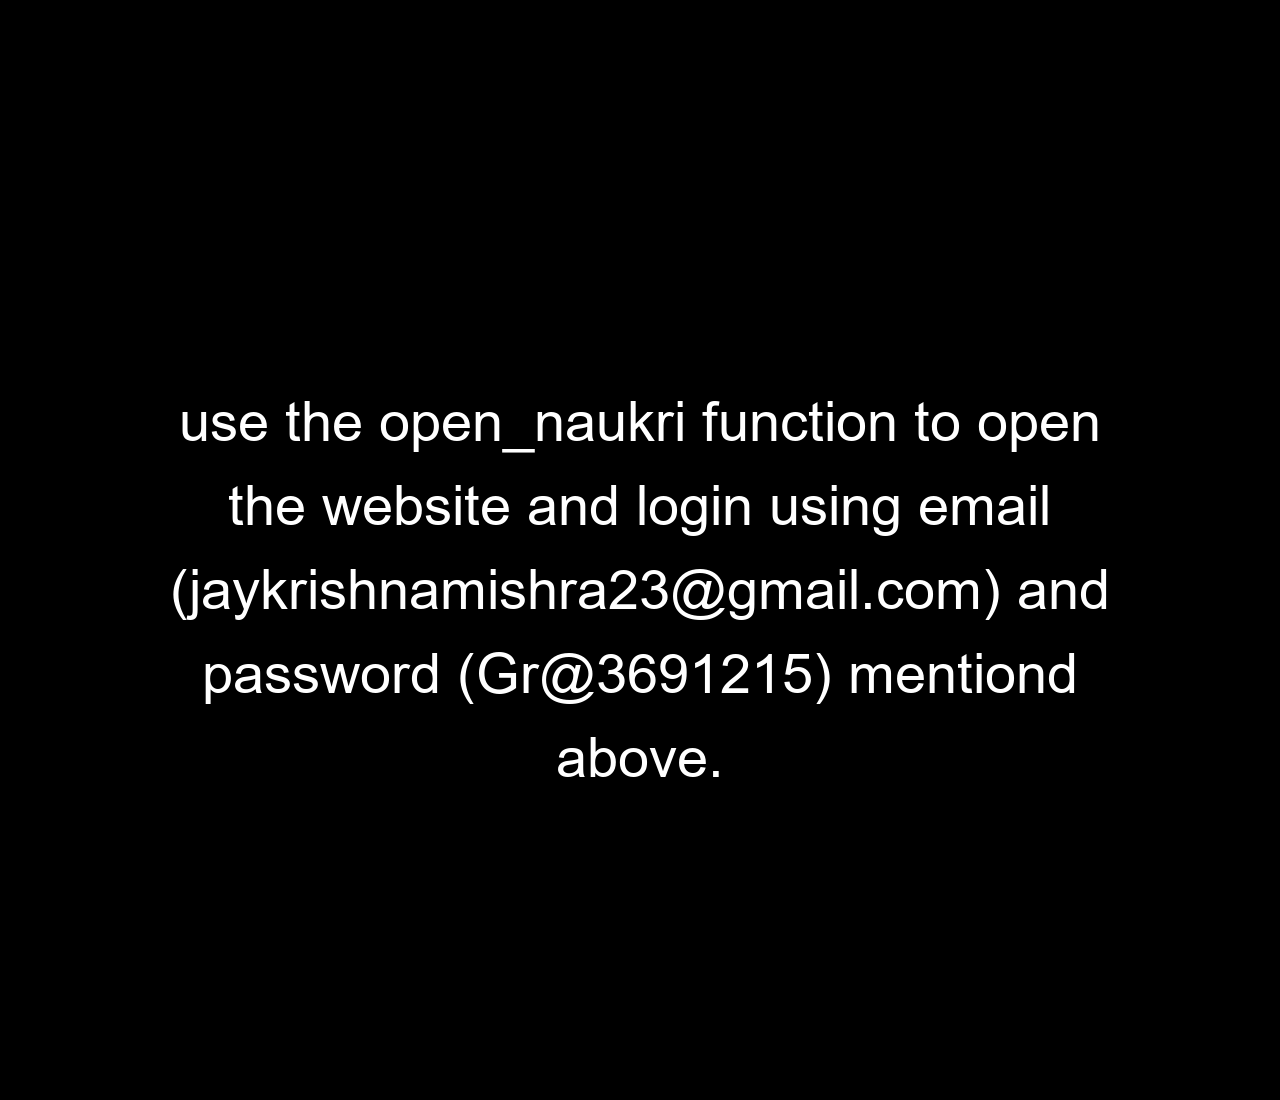 use the open_naukri function to open
the website and login using email
(jaykrishnamishra23@gmail.com) and
password (Gr@3691215) mentiond
above.